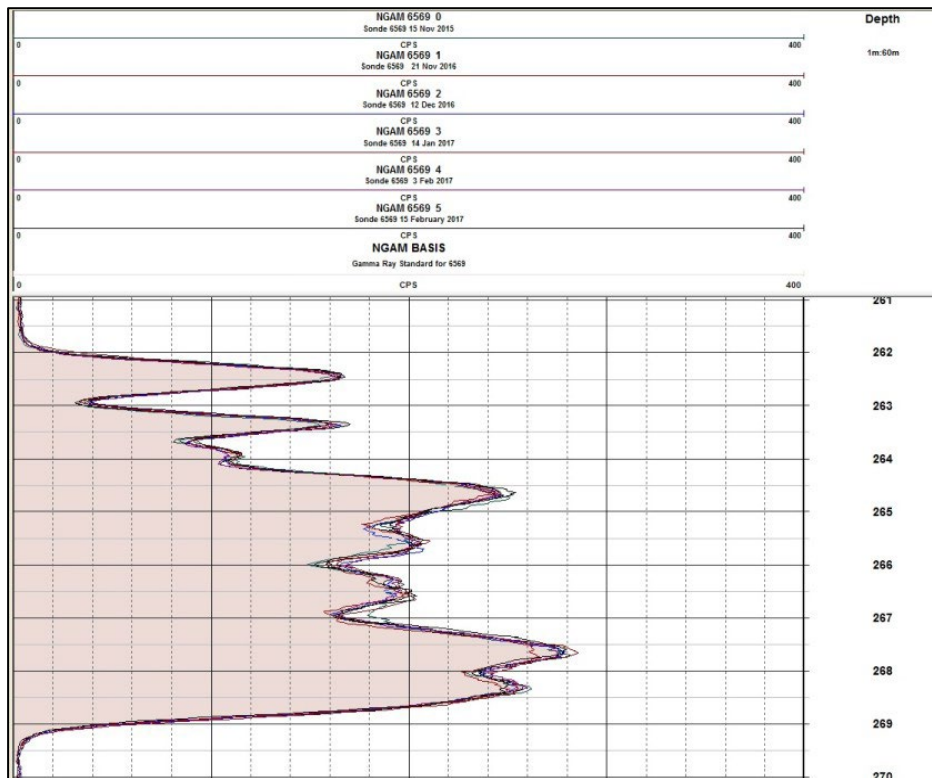 NGAM 6569 0
Depth
Sonde 6569 15 Nov 2015
0 CPS 400
NGAM 6569 1
1m:60m
Sonde 6569 21 Nov 2016
0 CPS 400
NGAM 6569 2
Sonde 6569 12 Dec 2016
0 CPS 400
NGAM 6569 3
Sonde 6569 14 Jan 2017
0 CPS 400
NGAM 6569 4
Sonde 6569 3 Feb 2017
0 CPS 400
NGAM 6569 5
Sonde 6569 15 February 2017
0 CPS 400
NGAM BASIS
Gamma Ray Standard for 6569
0 CPS 400
261
262
263
264
265
266
267
268
269
270